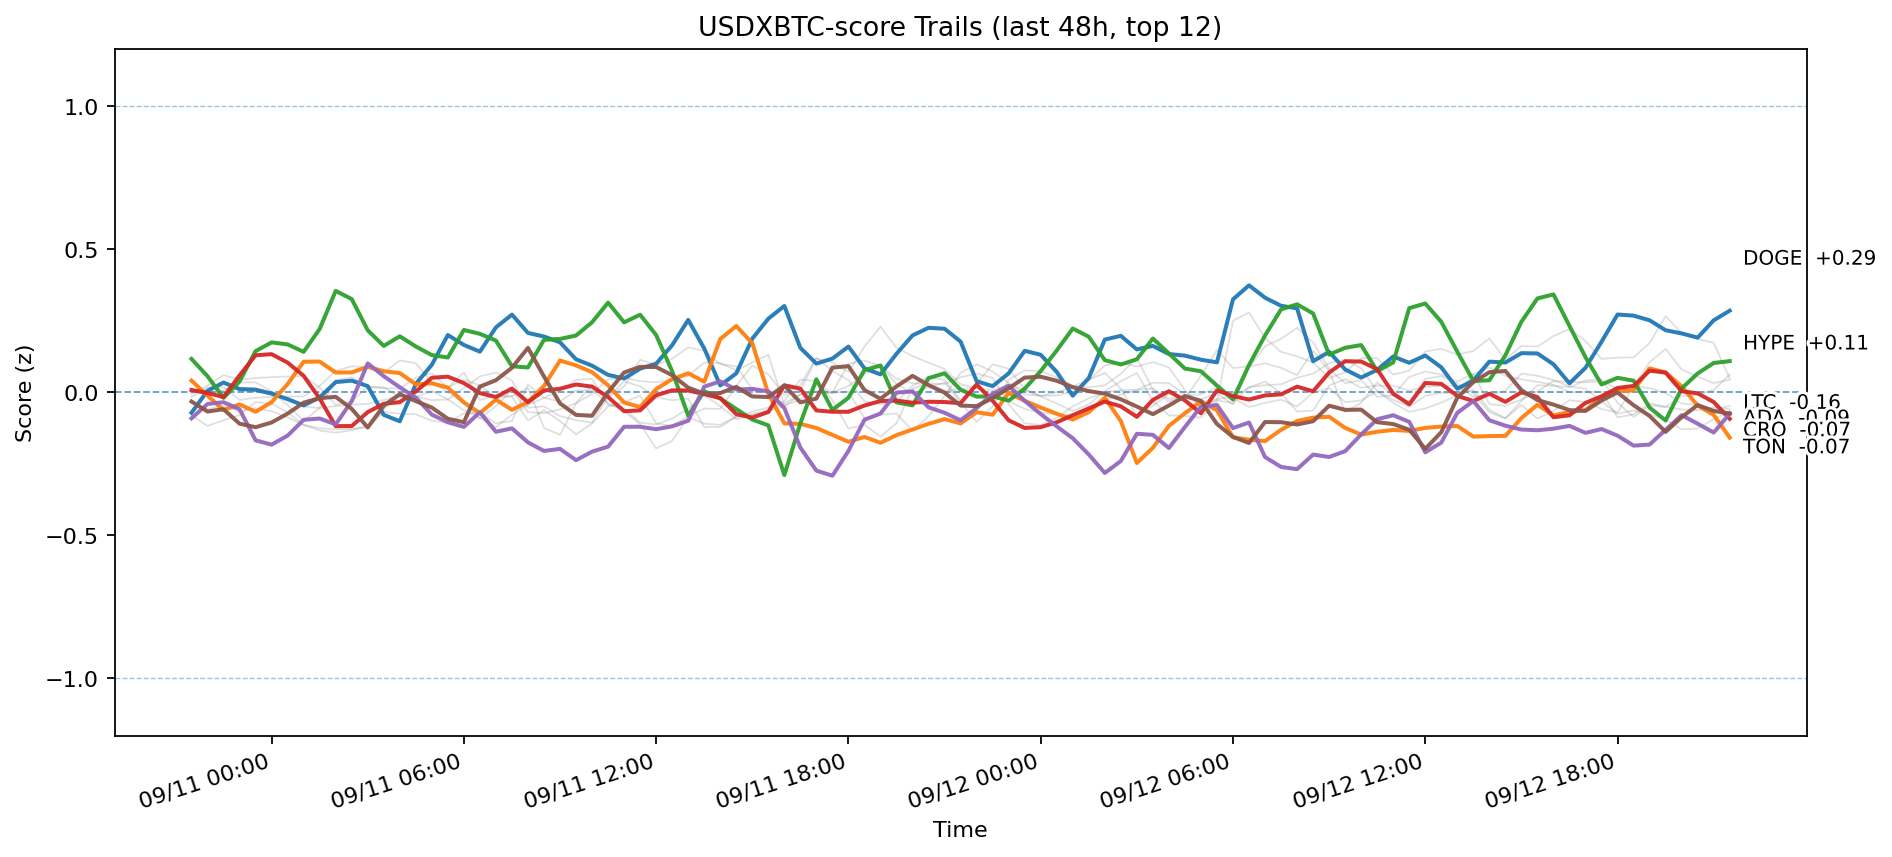 USDXBTC-score Trails (last 48h, top 12)
1.0
0.5
0.0
−0.5
−1.0
Score (z)
DOGE +0.29
HYPE +0.11
LTC -0.16
ADA -0.09
CRO -0.07
TON -0.07
09/11 00:00
09/11 06:00
09/11 12:00
09/11 18:00
09/12 00:00
09/12 06:00
09/12 12:00
09/12 18:00
Time